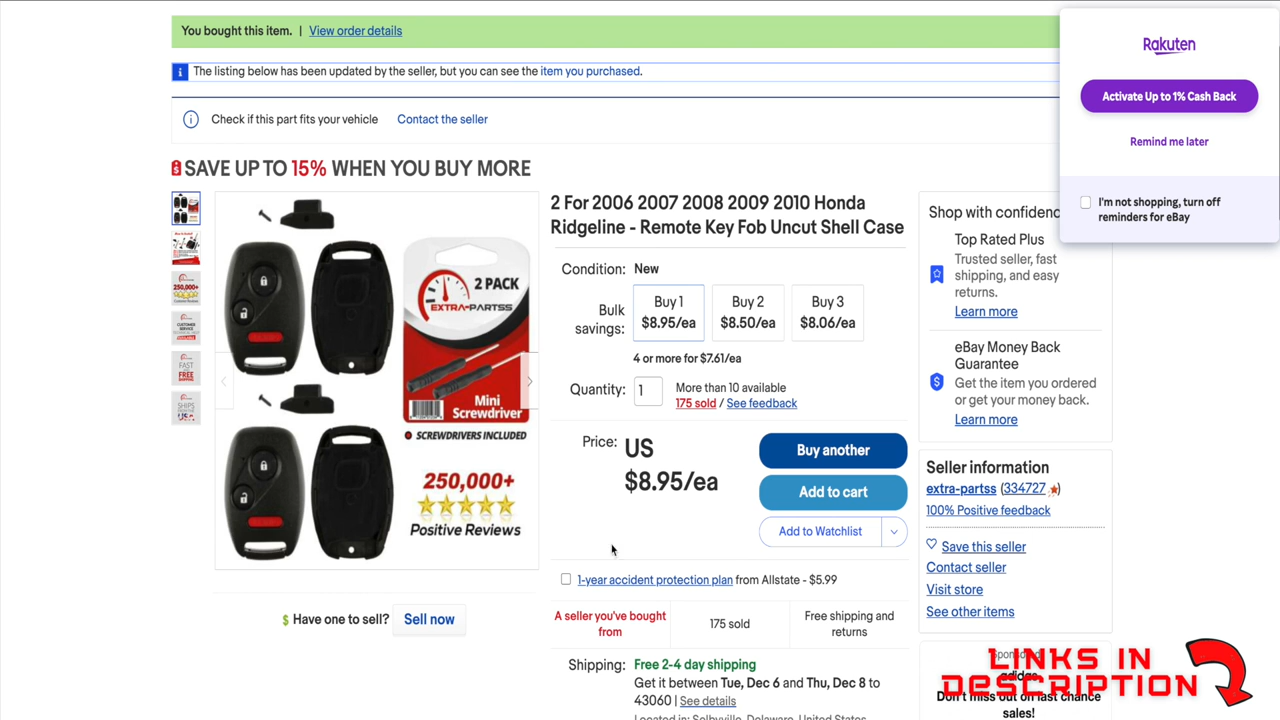 You bought this item. | View order details
The listing below has been updated by the seller, but you can see the item you purchased.
Check if this part fits your vehicle Contact the seller
SAVE UP TO 15% WHEN YOU BUY MORE
2 PACK
EXTRA-PARTSS
Mini
Screwdriver
SCREWDRIVERS INCLUDED
250,000+
Positive Reviews
$ Have one to sell? Sell now
2 For 2006 2007 2008 2009 2010 Honda
Ridgeline - Remote Key Fob Uncut Shell Case
Condition: New
Bulk
savings:
Buy 1
$8.95/ea
Buy 2
$8.50/ea
Buy 3
$8.06/ea
4 or more for $7.61/ea
Quantity: 1
More than 10 available
175 sold / See feedback
Price: US
$8.95/ea
Buy another
Add to cart
Add to Watchlist
1-year accident protection plan from Allstate - $5.99
A seller you've bought
from
175 sold
Free shipping and
returns
Shipping: Free 2-4 day shipping
Get it between Tue, Dec 6 and Thu, Dec 8 to
43060 | See details
Located in: Selbyville, Delaware, United States
Rakuten
Activate Up to 1% Cash Back
Remind me later
I'm not shopping, turn off
reminders for eBay
Shop with
Top Rated Plus
Trusted seller, fast
shipping, and easy
returns.
Learn more
eBay Money Back
Guarantee
Get the item you ordered
or get your money back.
Learn more
Seller information
extra-partss (334727)
100% Positive feedback
Save this seller
Contact seller
Visit store
See other items
LINKS IN
DESCRIPTION
adidas
Don't miss out on last chance
sales!